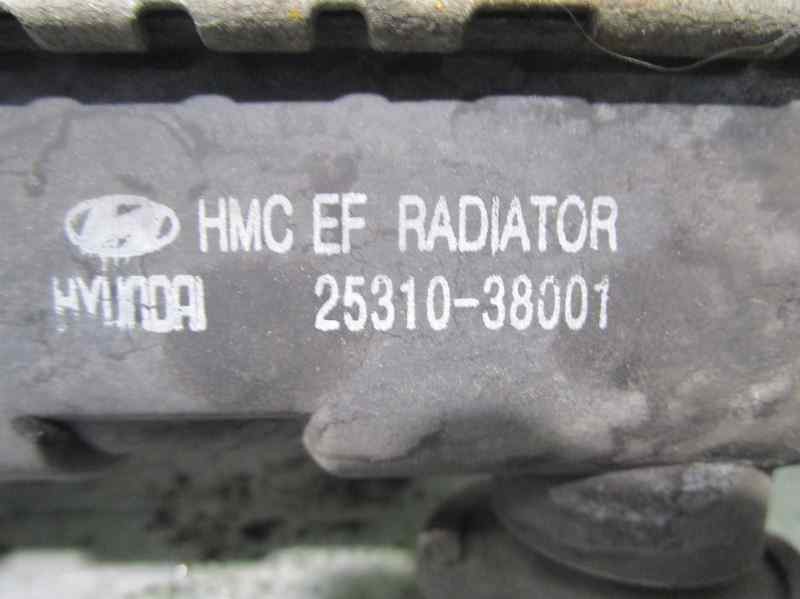 HMC EF RADIATOR
HYUNDAI 25310-38001